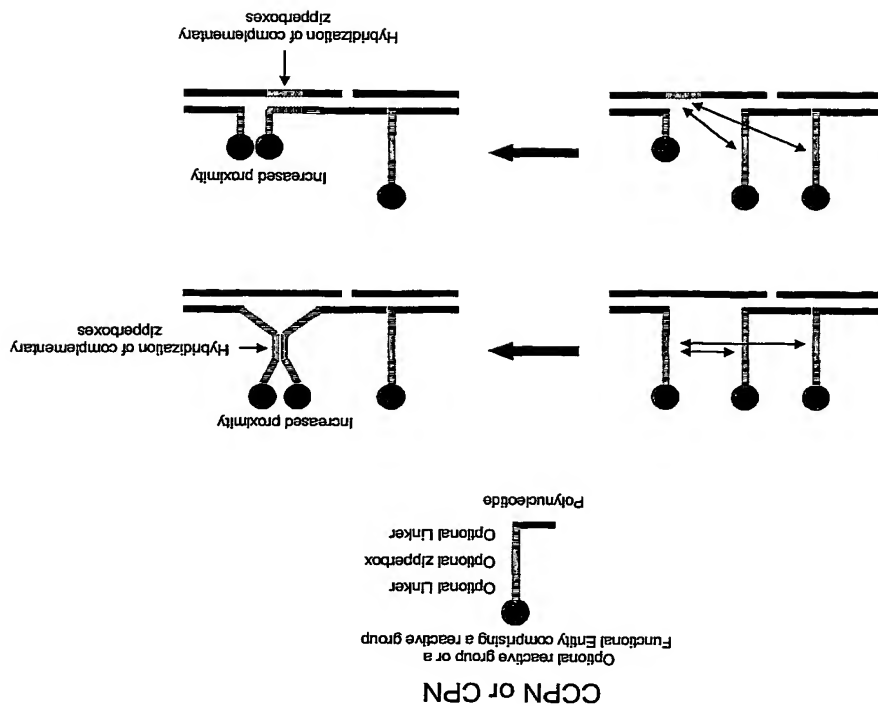 CCPN or CPN
Optional reactive group or a
Functional Entity comprising a reactive group
Optional Linker
Optional zipperbox
Optional Linker
Polynucleotide
Increased proximity
Hybridization of complementary
zipperboxes
Increased proximity
Hybridization of complementary
zipperboxes